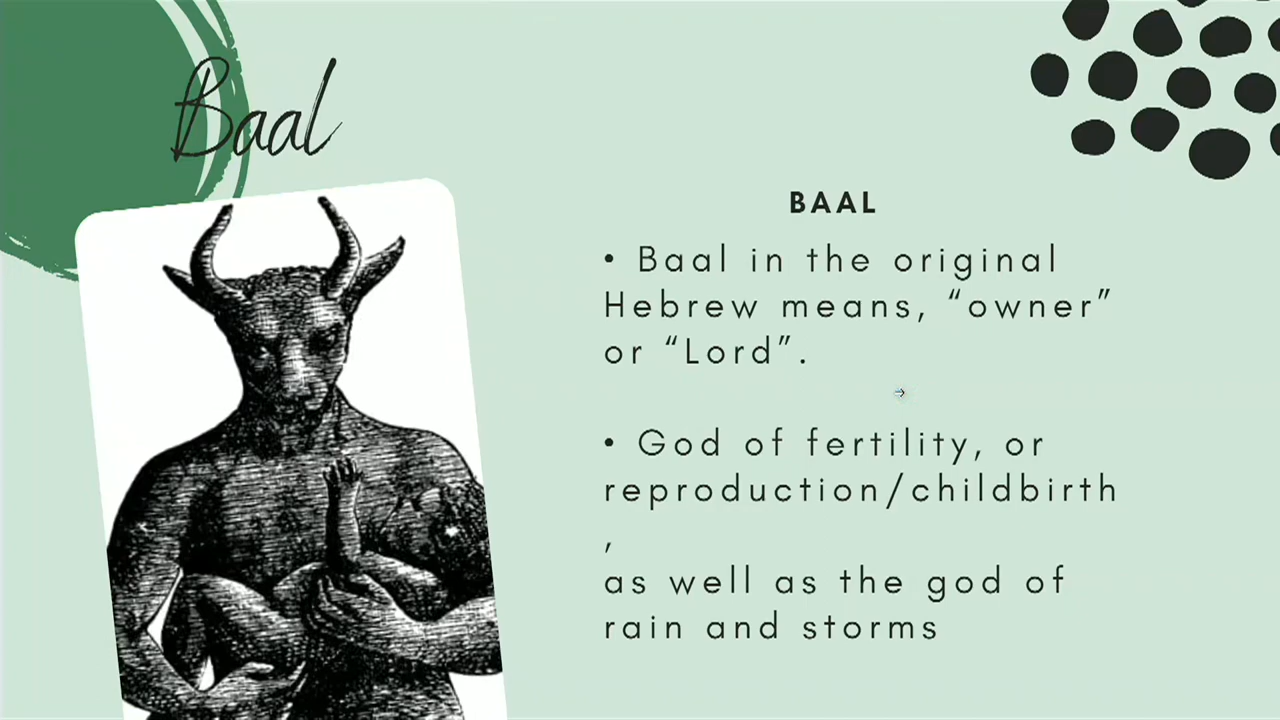 Baal
BAAL
• Baal in the original
Hebrew means, “owner”
or “Lord”.
• God of fertility, or
reproduction/childbirth
,
as well as the god of
rain and storms